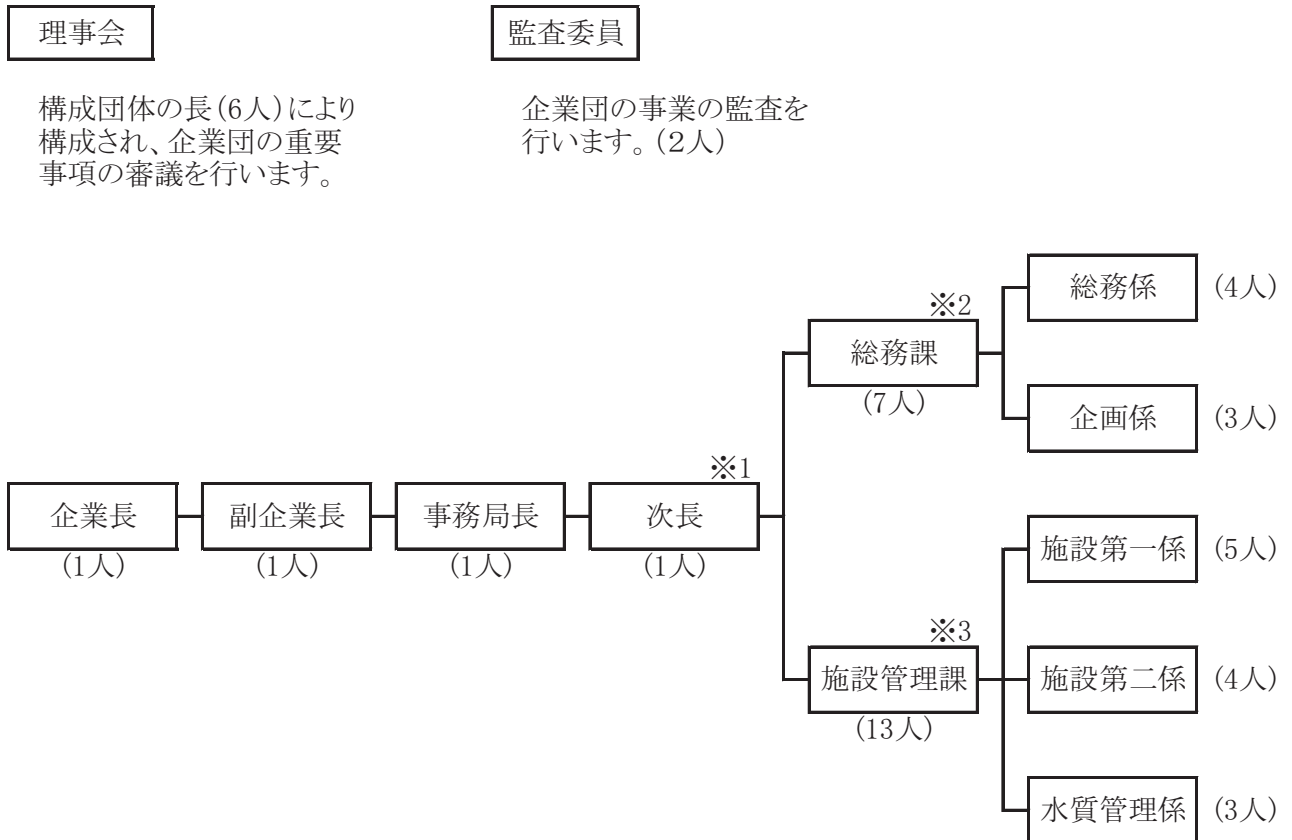 理事会
監査委員
構成団体の長(6人)により
構成され、企業団の重要
事項の審議を行います。
企業団の事業の監査を
行います。(2人)
総務係 (4人)
※2
総務課
(7人)
企画係 (3人)
※1
企業長
(1人)
副企業長
(1人)
事務局長
(1人)
次長
(1人)
施設第一係 (5人)
※3
施設管理課
(13人)
施設第二係 (4人)
水質管理係 (3人)